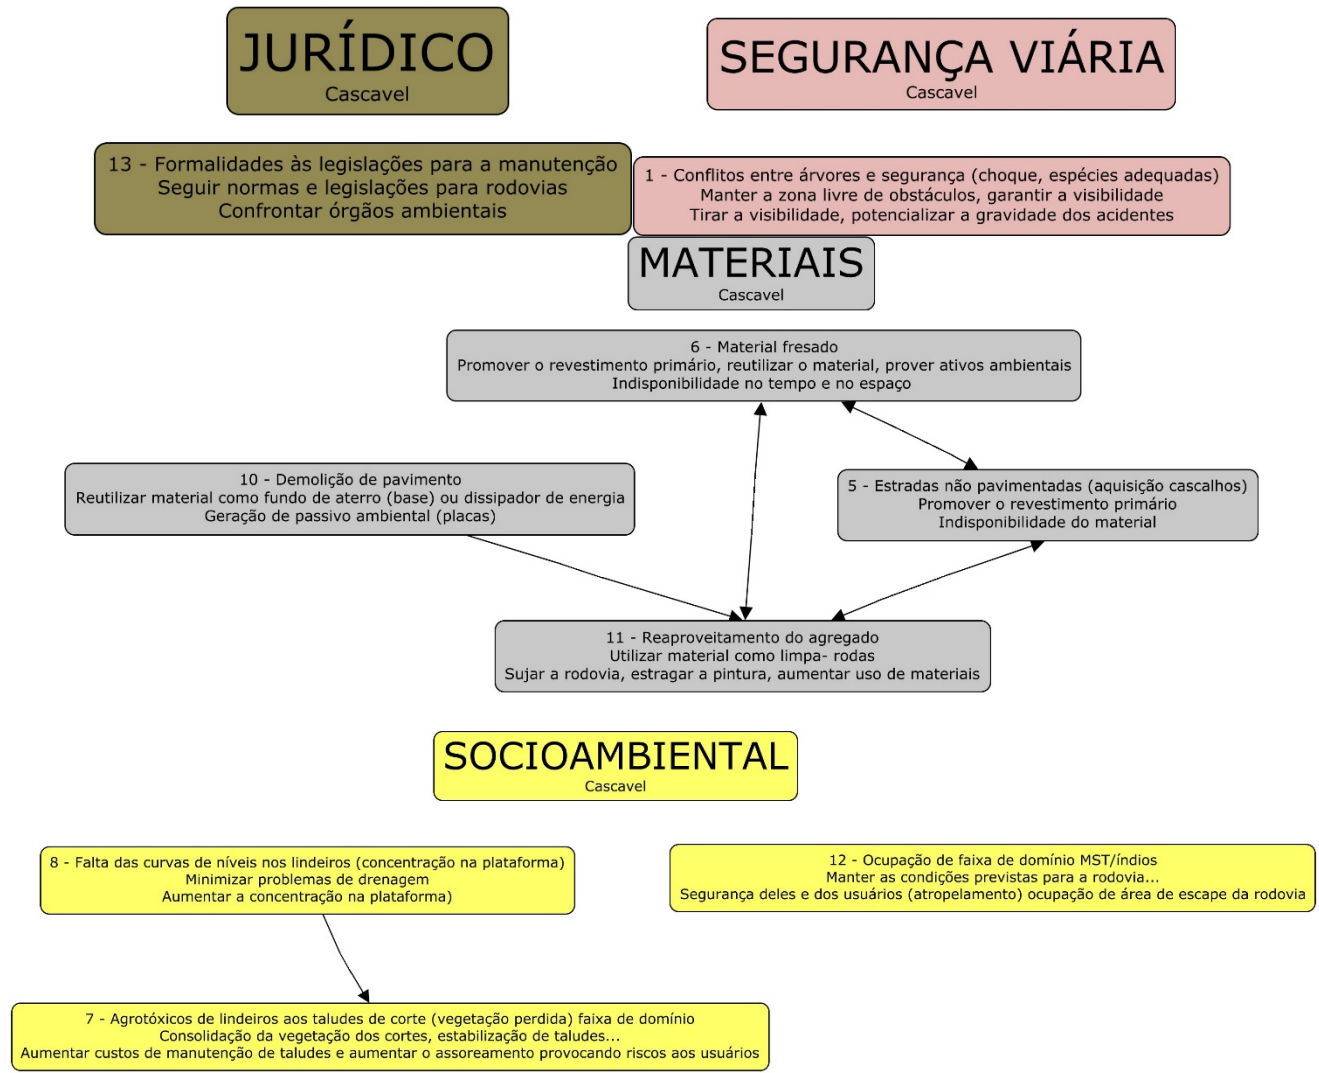 JURÍDICO
Cascavel
SEGURANÇA VIÁRIA
Cascavel
13 - Formalidades às legislações para a manutenção
Seguir normas e legislações para rodovias
Confrontar órgãos ambientais
1 - Conflitos entre árvores e segurança (choque, espécies adequadas)
Manter a zona livre de obstáculos, garantir a visibilidade
Tirar a visibilidade, potencializar a gravidade dos acidentes
MATERIAIS
Cascavel
6 - Material fresado
Promover o revestimento primário, reutilizar o material, prover ativos ambientais
Indisponibilidade no tempo e no espaço
10 - Demolição de pavimento
Reutilizar material como fundo de aterro (base) ou dissipador de energia
Geração de passivo ambiental (placas)
5 - Estradas não pavimentadas (aquisição cascalhos)
Promover o revestimento primário
Indisponibilidade do material
11 - Reaproveitamento do agregado
Utilizar material como limpa- rodas
Sujar a rodovia, estragar a pintura, aumentar uso de materiais
SOCIOAMBIENTAL
Cascavel
8 - Falta das curvas de níveis nos lindeiros (concentração na plataforma)
Minimizar problemas de drenagem
Aumentar a concentração na plataforma)
12 - Ocupação de faixa de domínio MST/índios
Manter as condições previstas para a rodovia...
Segurança deles e dos usuários (atropelamento) ocupação de área de escape da rodovia
7 - Agrotóxicos de lindeiros aos taludes de corte (vegetação perdida) faixa de domínio
Consolidação da vegetação dos cortes, estabilização de taludes...
Aumentar custos de manutenção de taludes e aumentar o assoreamento provocando riscos aos usuários